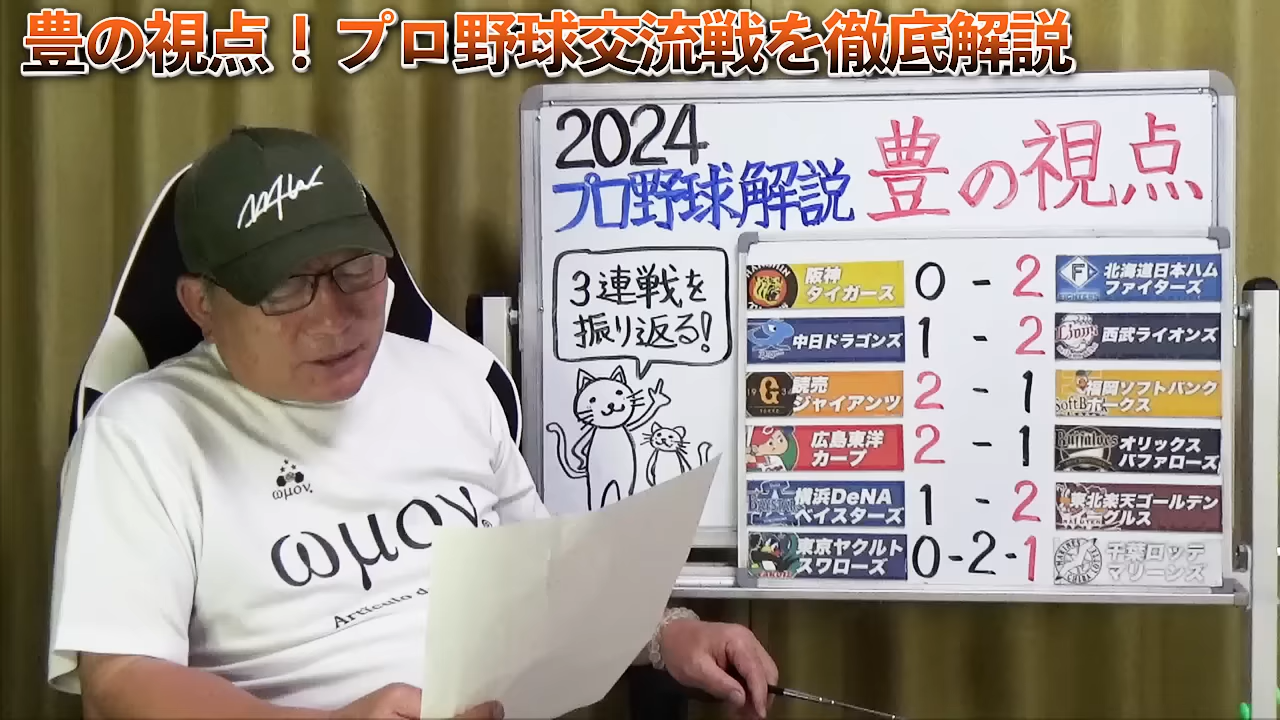 豊の視点！プロ野球交流戦を徹底解説
2024
プロ野球解説
豊の視点
3連戦を
振り返る!
阪神
タイガース
0 - 2
北海道日本ハム
ファイターズ
中日ドラゴンズ
1 - 2
西武ライオンズ
読売
ジャイアンツ
2 - 1
福岡ソフトバンク
ホークス
広島東洋
カープ
2 - 1
オリックス
バファローズ
横浜DeNA
ベイスターズ
1 - 2
東北楽天ゴールデン
イーグルス
東京ヤクルト
スワローズ
0-2-1
千葉ロッテ
マリーンズ
ωμον
ωμον
Artículo d